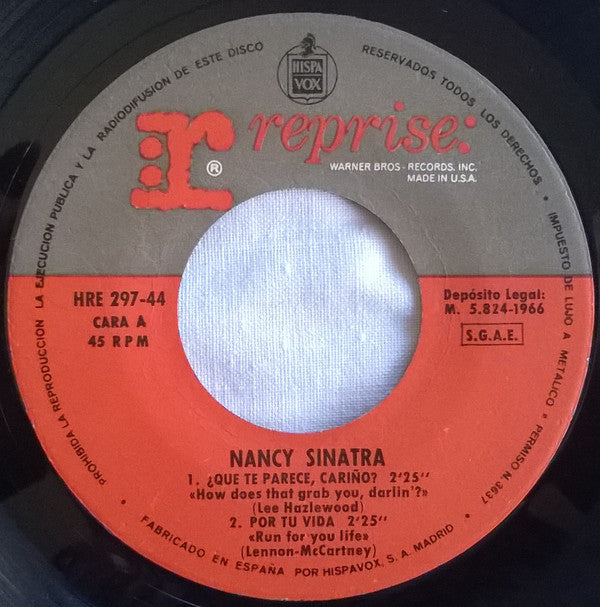 HISPA
VOX
r® reprise:
WARNER BROS - RECORDS, INC.
MADE IN U.S.A.
PROHIBIDA LA REPRODUCCION LA EJECUCION PUBLICA Y LA RADIODIFUSION DE ESTE DISCO
RESERVADOS TODOS LOS DERECHOS
IMPUESTO DE LUJO A METALICO • PERMISO N. 3637
HRE 297-44
CARA A
45 RPM
Depósito Legal:
M. 5.824-1966
S.G.A.E.
NANCY SINATRA
1. ¿QUE TE PARECE, CARIÑO? 2'25''
«How does that grab you, darlin'?»
(Lee Hazlewood)
2. POR TU VIDA 2'25''
«Run for you life»
(Lennon-McCartney)
• FABRICADO EN ESPAÑA POR HISPAVOX, S. A. MADRID •